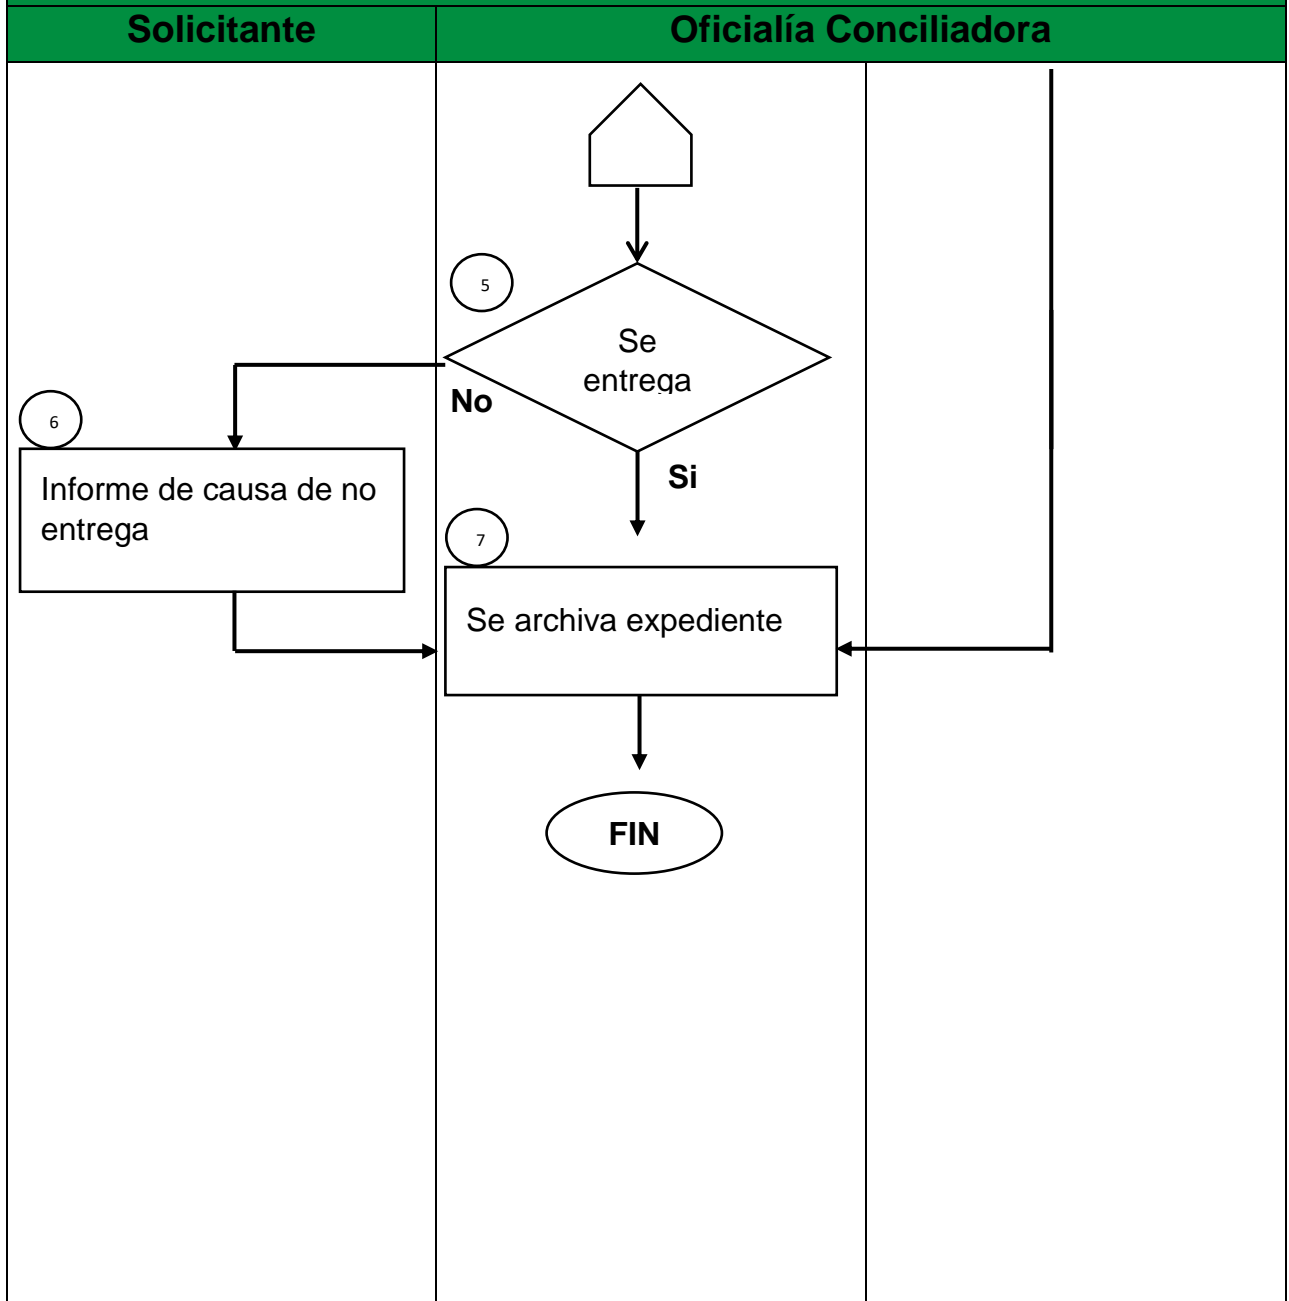 Solicitante
Oficialía Conciliadora
5
Se
entrega
No
6
Si
Informe de causa de no
entrega
7
Se archiva expediente
FIN